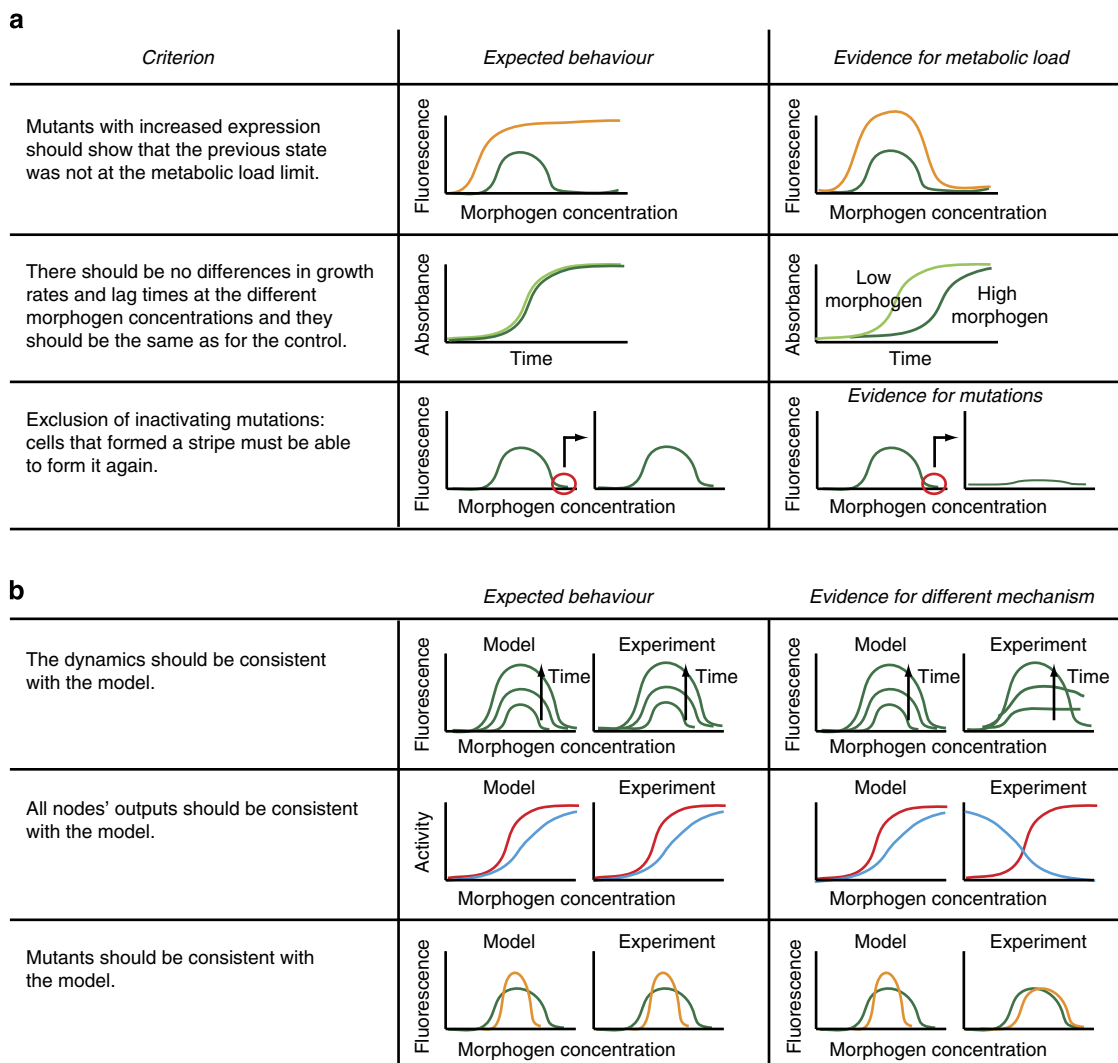 a
Criterion
Expected behaviour
Evidence for metabolic load
Mutants with increased expression
should show that the previous state
was not at the metabolic load limit.
Fluorescence
Morphogen concentration
Fluorescence
Morphogen concentration
There should be no differences in growth
rates and lag times at the different
morphogen concentrations and they
should be the same as for the control.
Absorbance
Time
Absorbance
Low
morphogen
High
morphogen
Time
Exclusion of inactivating mutations:
cells that formed a stripe must be able
to form it again.
Fluorescence
Morphogen concentration
Evidence for mutations
Fluorescence
Morphogen concentration
b
Expected behaviour
Evidence for different mechanism
The dynamics should be consistent
with the model.
Fluorescence
Model
Time
Experiment
Time
Morphogen concentration
Fluorescence
Model
Time
Experiment
Time
Morphogen concentration
All nodes' outputs should be consistent
with the model.
Activity
Model
Experiment
Morphogen concentration
Model
Experiment
Morphogen concentration
Mutants should be consistent with
the model.
Fluorescence
Model
Experiment
Morphogen concentration
Fluorescence
Model
Experiment
Morphogen concentration